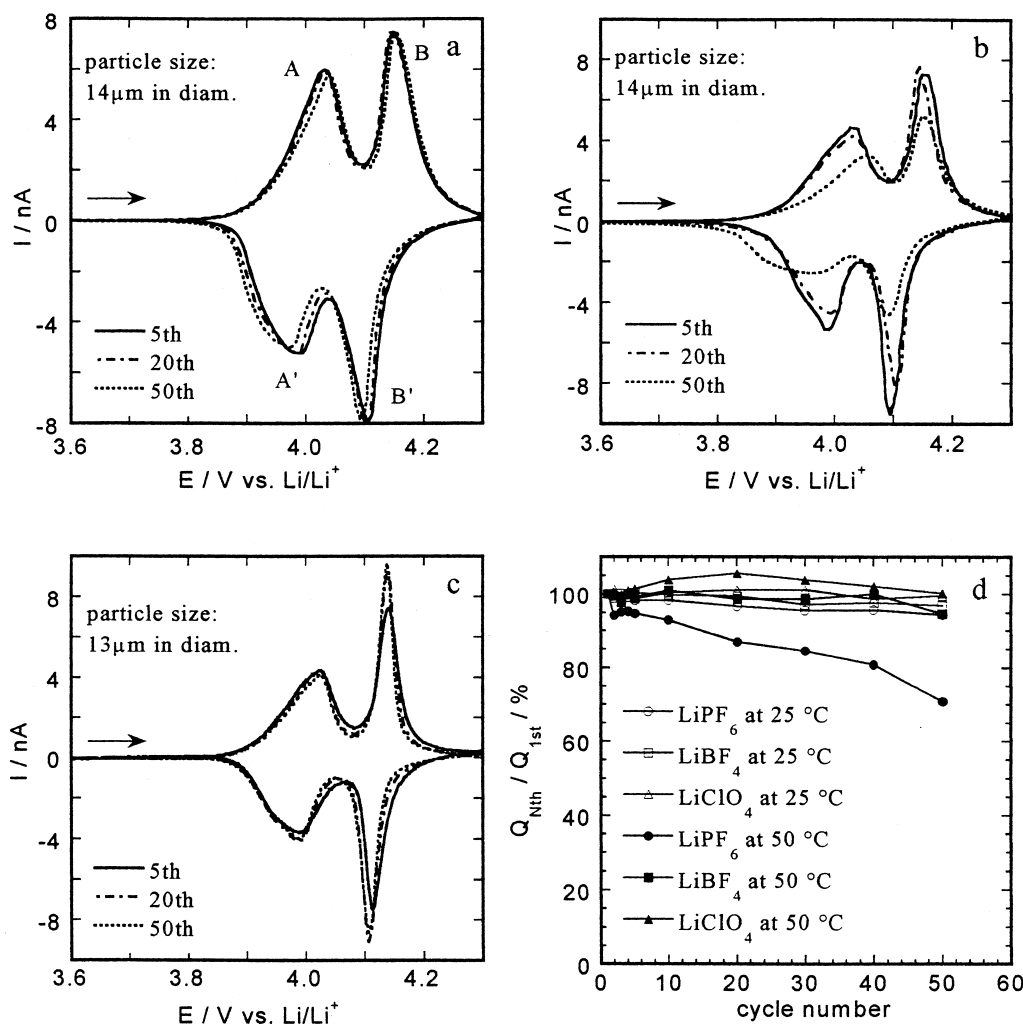 a
particle size:
14μm in diam.
A
B
A'
B'
5th
20th
50th
I / nA
8
4
0
-4
-8
3.6
3.8
4.0
4.2
E / V vs. Li/Li⁺
b
particle size:
14μm in diam.
5th
20th
50th
I / nA
8
4
0
-4
-8
3.6
3.8
4.0
4.2
E / V vs. Li/Li⁺
c
particle size:
13μm in diam.
5th
20th
50th
I / nA
8
4
0
-4
-8
3.6
3.8
4.0
4.2
E / V vs. Li/Li⁺
d
LiPF₆ at 25 °C
LiBF₄ at 25 °C
LiClO₄ at 25 °C
LiPF₆ at 50 °C
LiBF₄ at 50 °C
LiClO₄ at 50 °C
Q_Nth / Q_1st / %
100
80
60
40
20
0
0
10
20
30
40
50
60
cycle number